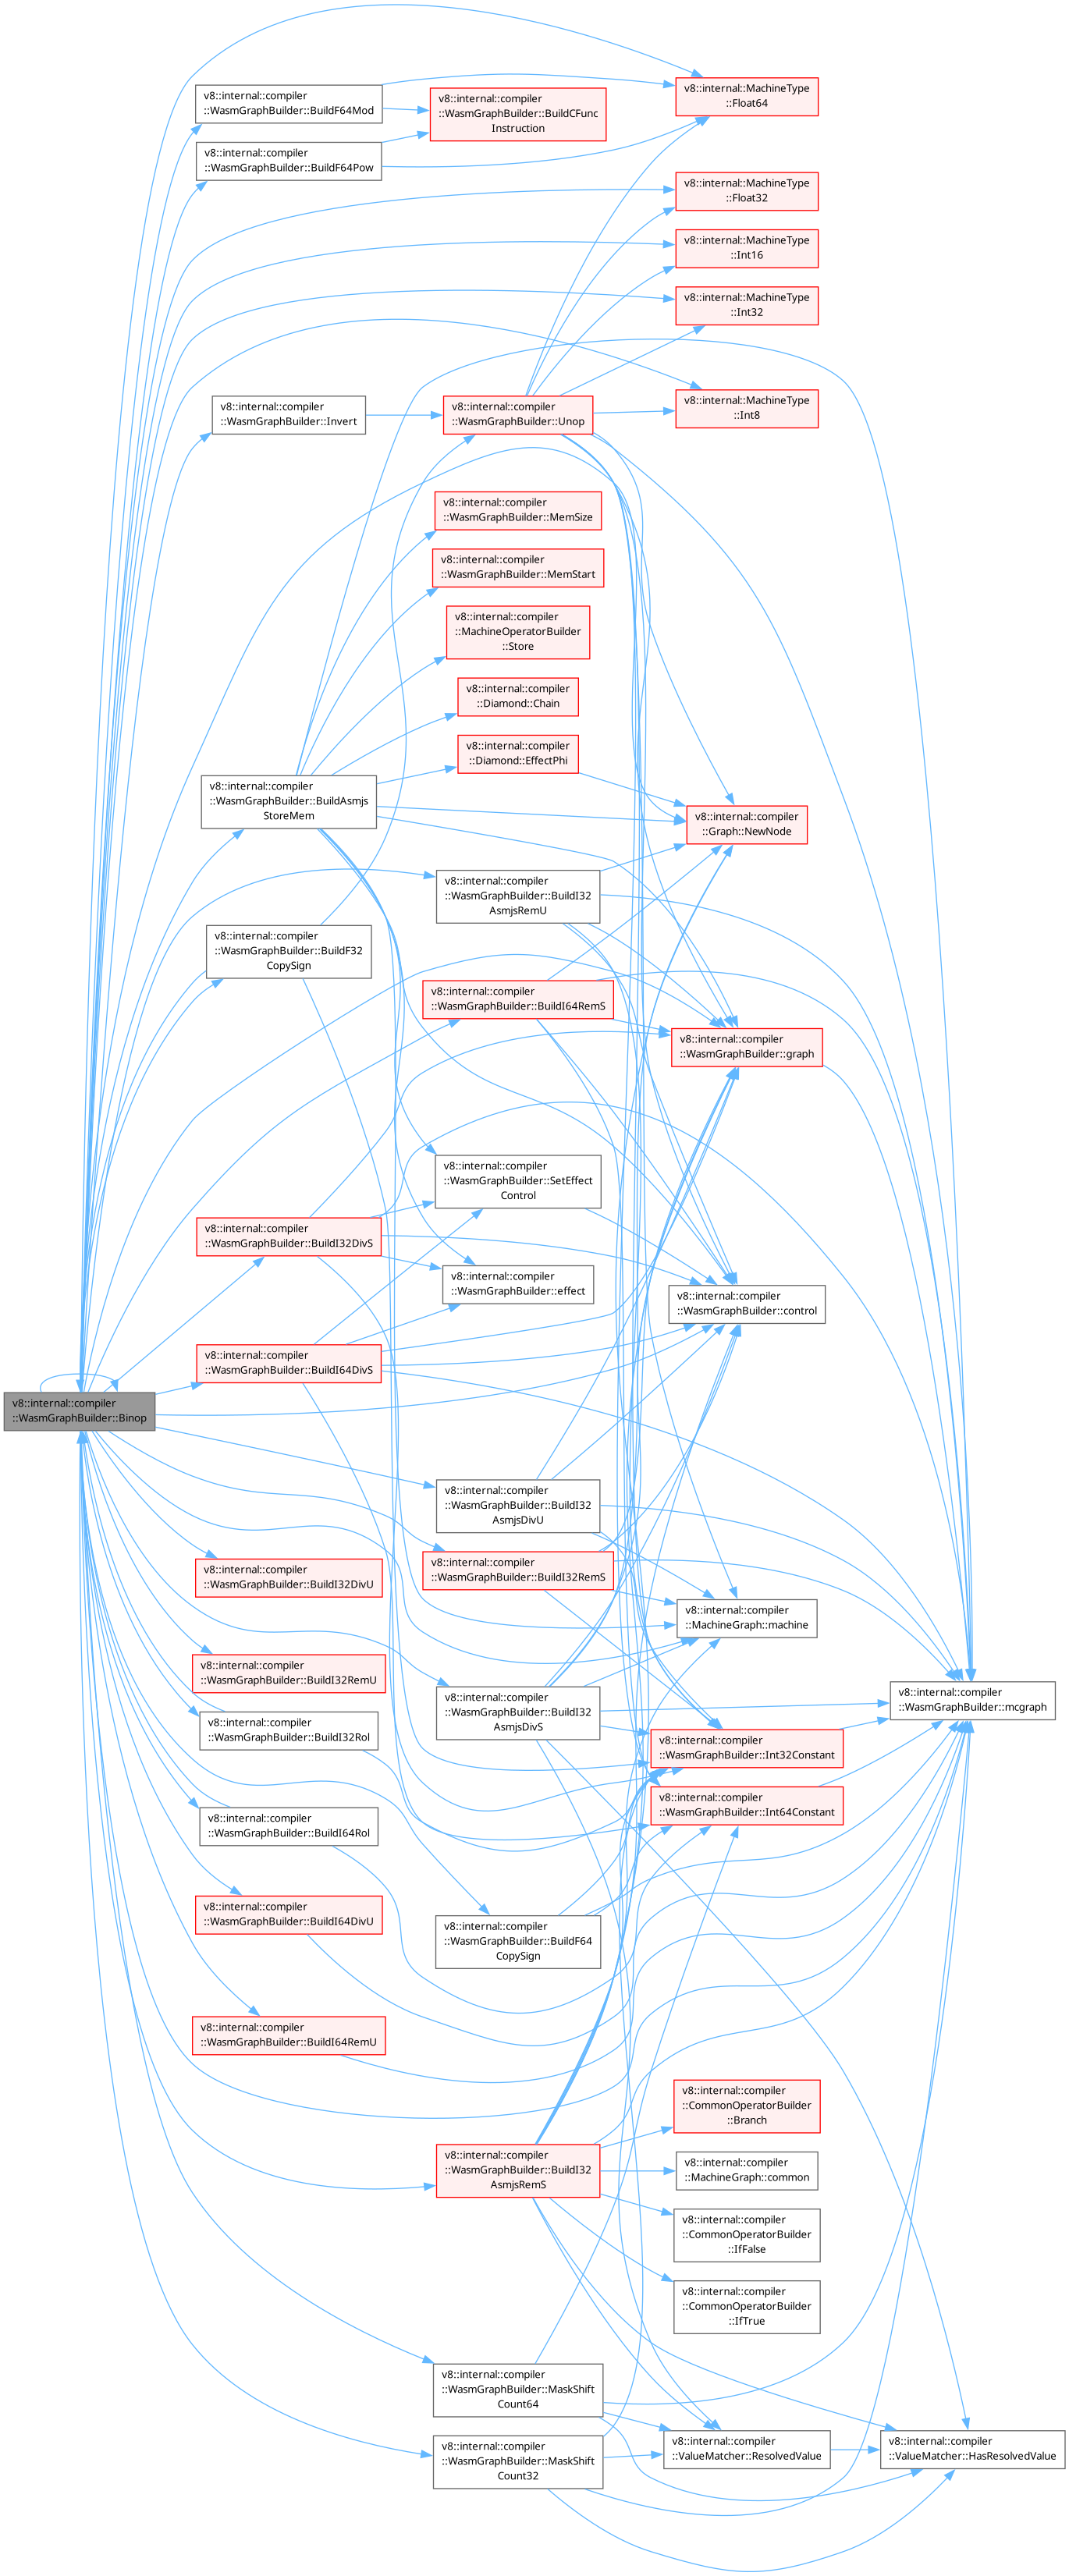 v8::internal::MachineType
::Float64
v8::internal::compiler
::WasmGraphBuilder::BuildF64Mod
v8::internal::compiler
::WasmGraphBuilder::BuildCFunc
Instruction
v8::internal::compiler
::WasmGraphBuilder::BuildF64Pow
v8::internal::MachineType
::Float32
v8::internal::MachineType
::Int16
v8::internal::MachineType
::Int32
v8::internal::MachineType
::Int8
v8::internal::compiler
::WasmGraphBuilder::Invert
v8::internal::compiler
::WasmGraphBuilder::Unop
v8::internal::compiler
::WasmGraphBuilder::MemSize
v8::internal::compiler
::WasmGraphBuilder::MemStart
v8::internal::compiler
::MachineOperatorBuilder
::Store
v8::internal::compiler
::Diamond::Chain
v8::internal::compiler
::Diamond::EffectPhi
v8::internal::compiler
::WasmGraphBuilder::BuildAsmjs
StoreMem
v8::internal::compiler
::Graph::NewNode
v8::internal::compiler
::WasmGraphBuilder::BuildI32
AsmjsRemU
v8::internal::compiler
::WasmGraphBuilder::BuildF32
CopySign
v8::internal::compiler
::WasmGraphBuilder::BuildI64RemS
v8::internal::compiler
::WasmGraphBuilder::graph
v8::internal::compiler
::WasmGraphBuilder::SetEffect
Control
v8::internal::compiler
::WasmGraphBuilder::BuildI32DivS
v8::internal::compiler
::WasmGraphBuilder::effect
v8::internal::compiler
::WasmGraphBuilder::control
v8::internal::compiler
::WasmGraphBuilder::BuildI64DivS
v8::internal::compiler
::WasmGraphBuilder::Binop
v8::internal::compiler
::WasmGraphBuilder::BuildI32
AsmjsDivU
v8::internal::compiler
::WasmGraphBuilder::BuildI32DivU
v8::internal::compiler
::WasmGraphBuilder::BuildI32RemS
v8::internal::compiler
::MachineGraph::machine
v8::internal::compiler
::WasmGraphBuilder::BuildI32RemU
v8::internal::compiler
::WasmGraphBuilder::mcgraph
v8::internal::compiler
::WasmGraphBuilder::BuildI32
AsmjsDivS
v8::internal::compiler
::WasmGraphBuilder::BuildI32Rol
v8::internal::compiler
::WasmGraphBuilder::Int32Constant
v8::internal::compiler
::WasmGraphBuilder::Int64Constant
v8::internal::compiler
::WasmGraphBuilder::BuildI64Rol
v8::internal::compiler
::WasmGraphBuilder::BuildI64DivU
v8::internal::compiler
::WasmGraphBuilder::BuildF64
CopySign
v8::internal::compiler
::WasmGraphBuilder::BuildI64RemU
v8::internal::compiler
::CommonOperatorBuilder
::Branch
v8::internal::compiler
::WasmGraphBuilder::BuildI32
AsmjsRemS
v8::internal::compiler
::MachineGraph::common
v8::internal::compiler
::CommonOperatorBuilder
::IfFalse
v8::internal::compiler
::CommonOperatorBuilder
::IfTrue
v8::internal::compiler
::WasmGraphBuilder::MaskShift
Count64
v8::internal::compiler
::WasmGraphBuilder::MaskShift
Count32
v8::internal::compiler
::ValueMatcher::ResolvedValue
v8::internal::compiler
::ValueMatcher::HasResolvedValue